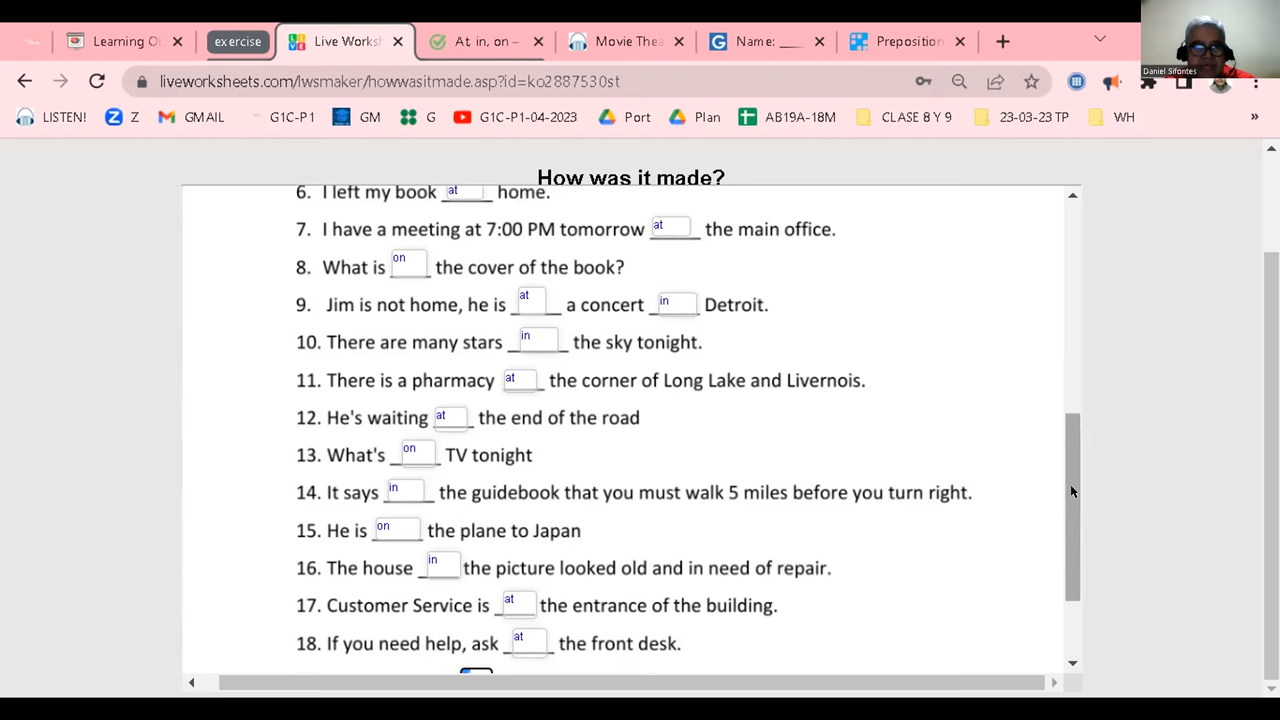 Learning O
exercise
Live Worksh
At, in, on –
Movie Thea
Name: ____
Preposition
Daniel Sifontes
liveworksheets.com/lwsmaker/howwasitmade.asp?id=ko2887530st
LISTEN!
Z
GMAIL
G1C-P1
GM
G
G1C-P1-04-2023
Port
Plan
AB19A-18M
CLASE 8 Y 9
23-03-23 TP
WH
»
How was it made?
6. I left my book at home.
7. I have a meeting at 7:00 PM tomorrow at the main office.
8. What is on the cover of the book?
9. Jim is not home, he is at a concert in Detroit.
10. There are many stars in the sky tonight.
11. There is a pharmacy at the corner of Long Lake and Livernois.
12. He's waiting at the end of the road
13. What's on TV tonight
14. It says in the guidebook that you must walk 5 miles before you turn right.
15. He is on the plane to Japan
16. The house in the picture looked old and in need of repair.
17. Customer Service is at the entrance of the building.
18. If you need help, ask at the front desk.